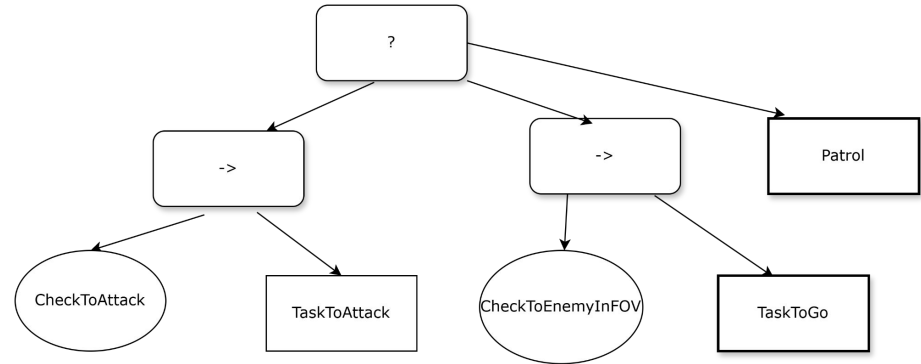 ?
->
->
Patrol
CheckToAttack
TaskToAttack
CheckToEnemyInFOV
TaskToGo